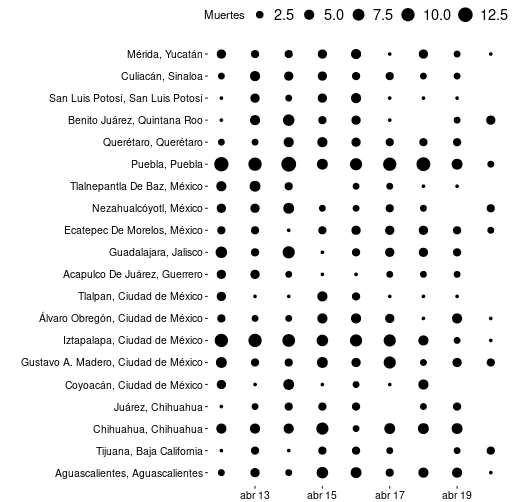 Muertes 2.5 5.0 7.5 10.0 12.5
Mérida, Yucatán
Culiacán, Sinaloa
San Luis Potosí, San Luis Potosí
Benito Juárez, Quintana Roo
Querétaro, Querétaro
Puebla, Puebla
Tlalnepantla De Baz, México
Nezahualcóyotl, México
Ecatepec De Morelos, México
Guadalajara, Jalisco
Acapulco De Juárez, Guerrero
Tlalpan, Ciudad de México
Álvaro Obregón, Ciudad de México
Iztapalapa, Ciudad de México
Gustavo A. Madero, Ciudad de México
Coyoacán, Ciudad de México
Juárez, Chihuahua
Chihuahua, Chihuahua
Tijuana, Baja California
Aguascalientes, Aguascalientes
abr 13 abr 15 abr 17 abr 19